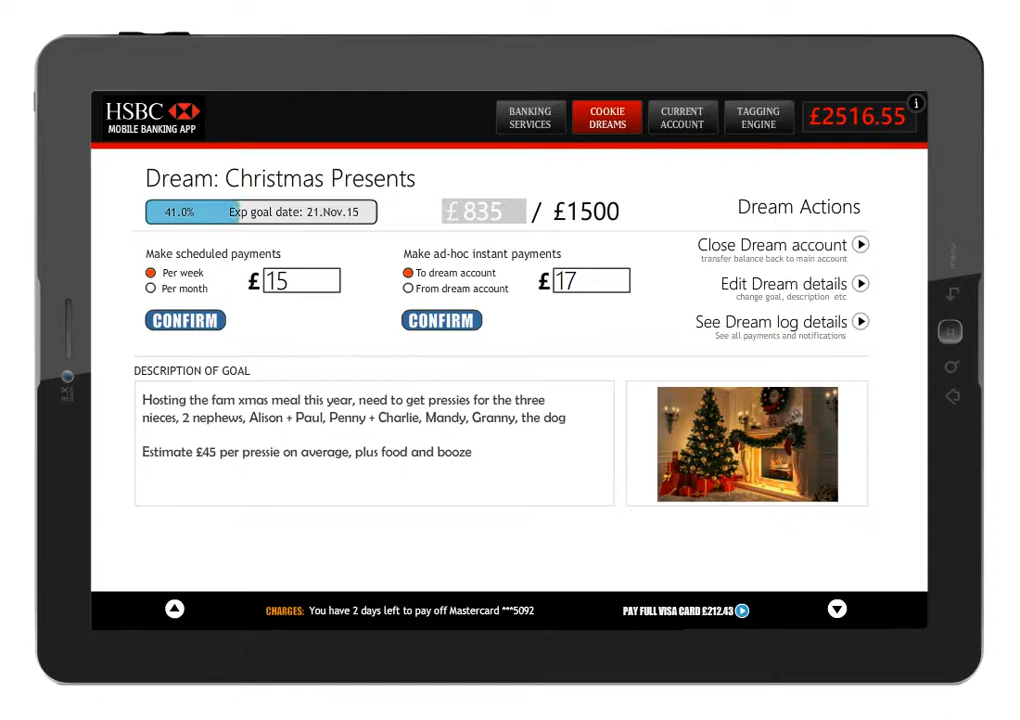 HSBC
MOBILE BANKING APP
BANKING SERVICES
COOKIE DREAMS
CURRENT ACCOUNT
TAGGING ENGINE
£2516.55
i
Dream: Christmas Presents
41.0% Exp goal date: 21.Nov.15
£835 / £1500
Dream Actions
Make scheduled payments
Per week
Per month
£ 15
CONFIRM
Make ad-hoc instant payments
To dream account
From dream account
£ 17
CONFIRM
Close Dream account
transfer balance back to main account
Edit Dream details
change goal, description etc
See Dream log details
See all payments and notifications
DESCRIPTION OF GOAL
Hosting the fam xmas meal this year, need to get pressies for the three
nieces, 2 nephews, Alison + Paul, Penny + Charlie, Mandy, Granny, the dog
Estimate £45 per pressie on average, plus food and booze
CHARGES: You have 2 days left to pay off Mastercard ***5092
PAY FULL VISA CARD £212.43
menu